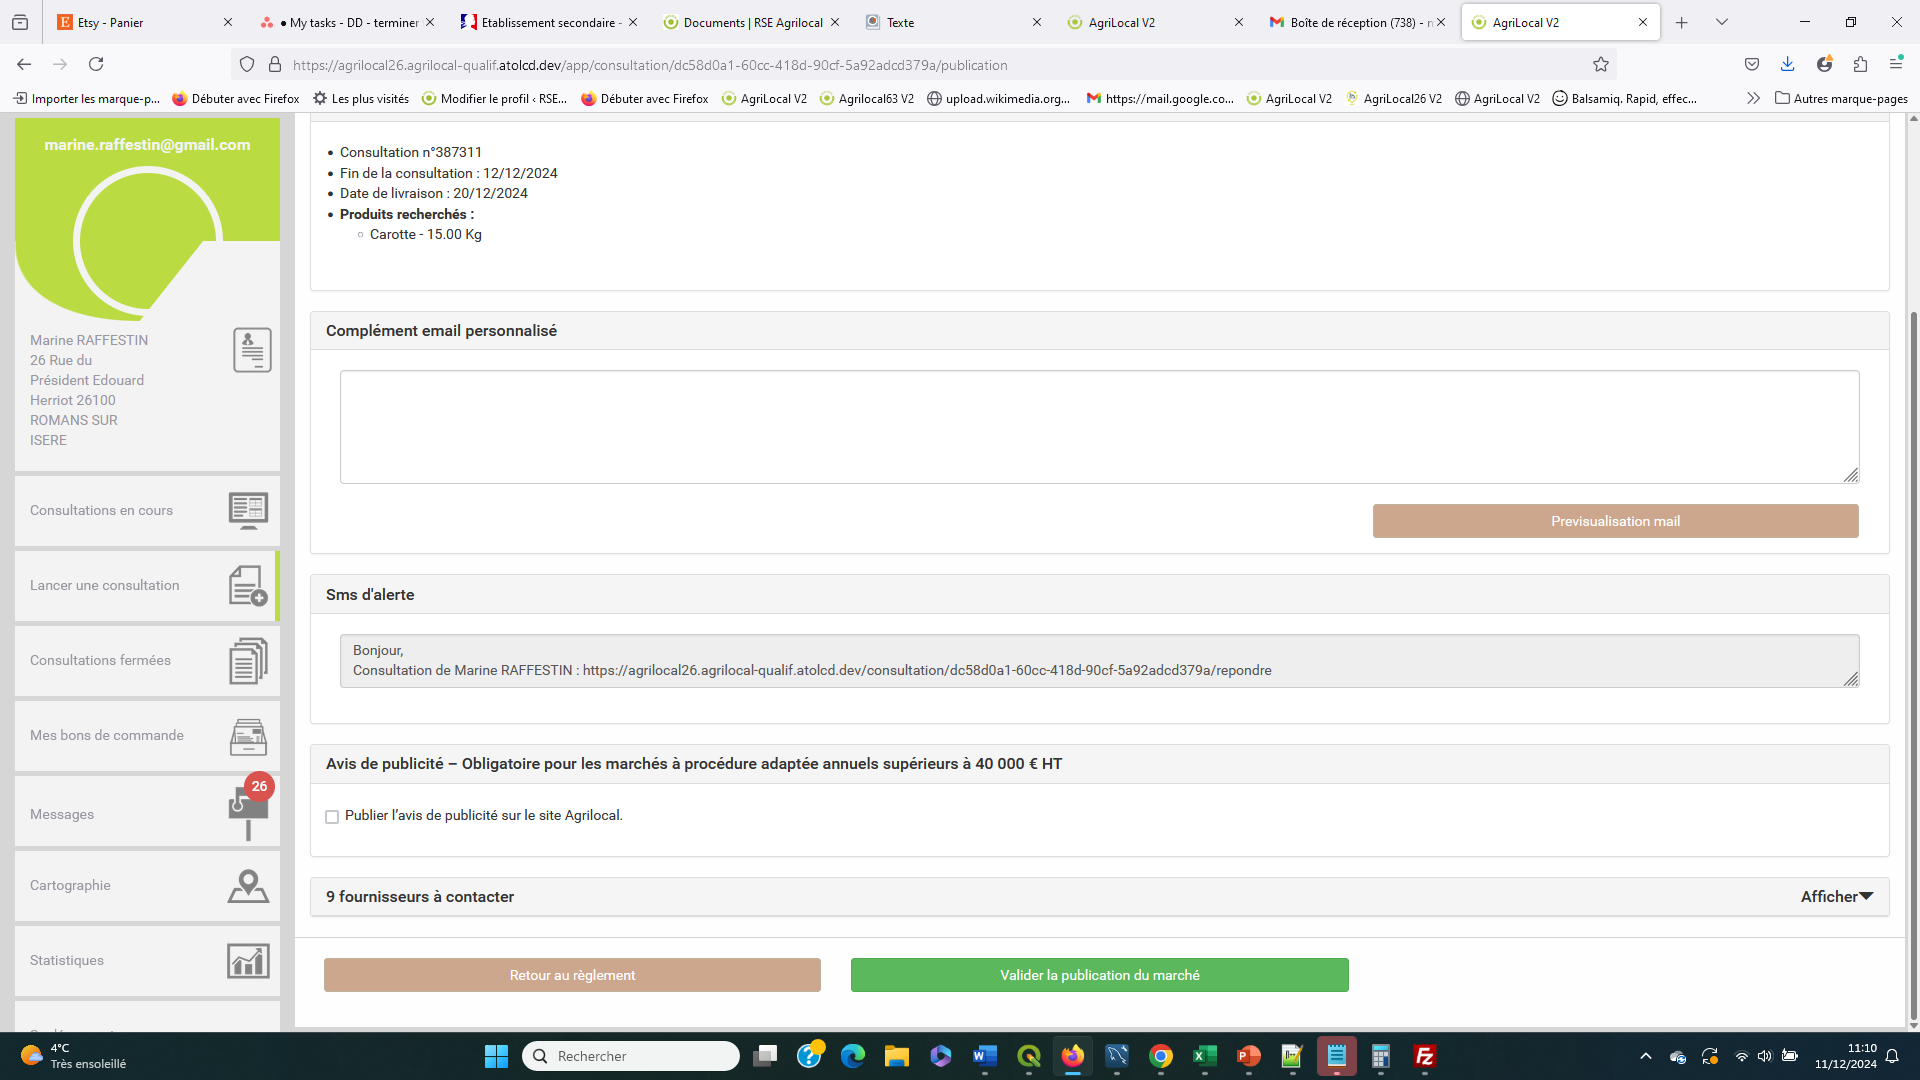 Etsy - Panier
● My tasks - DD - terminer
Etablissement secondaire -
Documents | RSE Agrilocal
Texte
AgriLocal V2
Boîte de réception (738) -
AgriLocal V2
https://agrilocal26.agrilocal-qualif.atolcd.dev/app/consultation/dc58d0a1-60cc-418d-90cf-5a92adcd379a/publication
Importer les marque-p...
Débuter avec Firefox
Les plus visités
Modifier le profil ‹ RSE...
Débuter avec Firefox
AgriLocal V2
Agrilocal63 V2
upload.wikimedia.org...
https://mail.google.co...
AgriLocal V2
AgriLocal26 V2
AgriLocal V2
Balsamiq. Rapid, effec...
Autres marque-pages
marine.raffestin@gmail.com
Marine RAFFESTIN
26 Rue du
Président Edouard
Herriot 26100
ROMANS SUR
ISERE
Consultations en cours
Lancer une consultation
Consultations fermées
Mes bons de commande
26
Messages
Cartographie
Statistiques
Consultation n°387311
Fin de la consultation : 12/12/2024
Date de livraison : 20/12/2024
Produits recherchés :
Carotte - 15.00 Kg
Complément email personnalisé
Previsualisation mail
Sms d'alerte
Bonjour,
Consultation de Marine RAFFESTIN : https://agrilocal26.agrilocal-qualif.atolcd.dev/consultation/dc58d0a1-60cc-418d-90cf-5a92adcd379a/repondre
Avis de publicité – Obligatoire pour les marchés à procédure adaptée annuels supérieurs à 40 000 € HT
Publier l’avis de publicité sur le site Agrilocal.
9 fournisseurs à contacter
Afficher
Retour au règlement
Valider la publication du marché
4°C
Très ensoleillé
Rechercher
11:10
11/12/2024